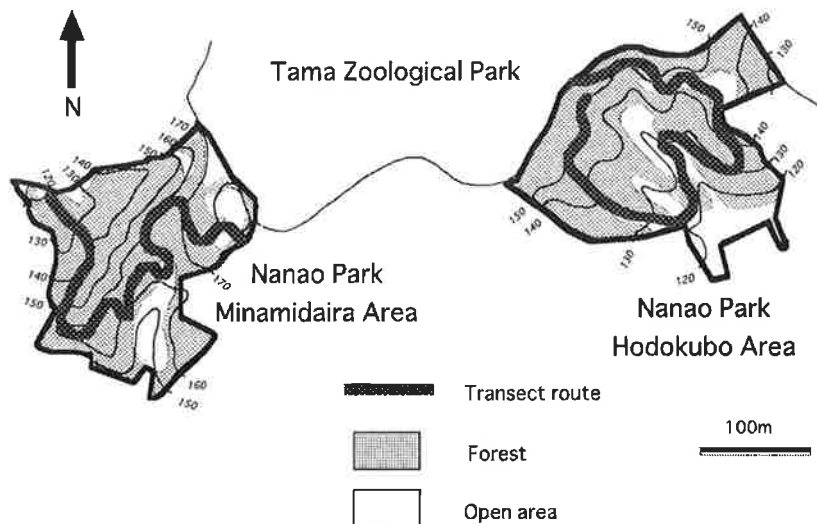 N
Tama Zoological Park
150
140
130
170
160
150
140
130
120
130
140
150
170
160
150
140
130
120
150
140
130
120
Nanao Park
Minamidaira Area
Nanao Park
Hodokubo Area
Transect route
Forest
Open area
100m